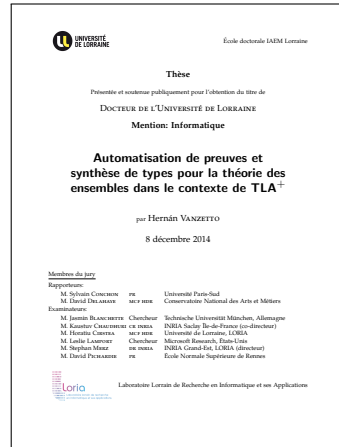 UNIVERSITÉ
DE LORRAINE
École doctorale IAEM Lorraine
Thèse
Présentée et soutenue publiquement pour l'obtention du titre de
Docteur de l'Université de Lorraine
Mention: Informatique
Automatisation de preuves et
synthèse de types pour la théorie des
ensembles dans le contexte de TLA+
par Hernán Vanzetto
8 décembre 2014
Membres du jury
Rapporteurs:
M. Sylvain Conchon PR Université Paris-Sud
M. David Delahaye MCF HDR Conservatoire National des Arts et Métiers
Examinateurs:
M. Jasmin Blanchette Chercheur Technische Universität München, Allemagne
M. Kaustuv Chaudhuri CR INRIA INRIA Saclay Île-de-France (co-directeur)
M. Horatiu Cirstea MCF HDR Université de Lorraine, LORIA
M. Leslie Lamport Chercheur Microsoft Research, États-Unis
M. Stephan Merz DR INRIA INRIA Grand-Est, LORIA (directeur)
M. David Pichardie PR École Normale Supérieure de Rennes
Loria
Laboratoire Lorrain de Recherche en Informatique et ses Applications